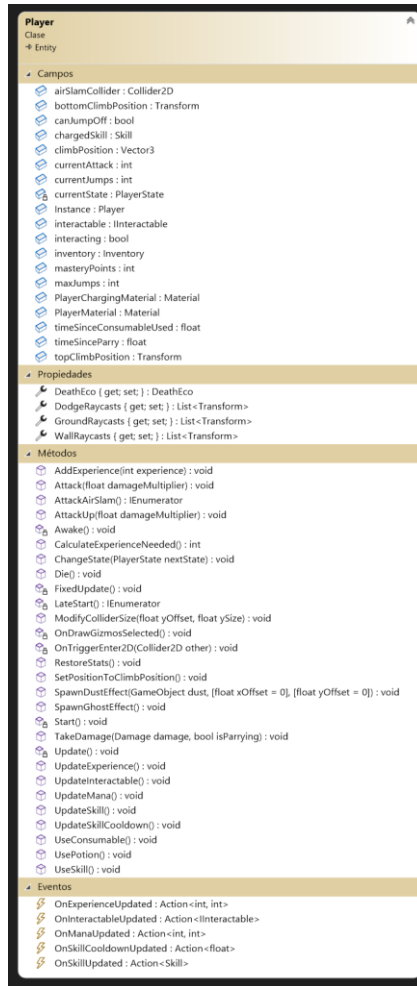 Player
Clase
Entity
Campos
airSlamCollider : Collider2D
bottomClimbPosition : Transform
canJumpOff : bool
chargedSkill : Skill
climbPosition : Vector3
currentAttack : int
currentJumps : int
currentState : PlayerState
Instance : Player
interactable : IInteractable
interacting : bool
inventory : Inventory
masteryPoints : int
maxJumps : int
PlayerChargingMaterial : Material
PlayerMaterial : Material
timeSinceConsumableUsed : float
timeSinceParry : float
topClimbPosition : Transform
Propiedades
DeathEco { get; set; } : DeathEco
DodgeRaycasts { get; set; } : List<Transform>
GroundRaycasts { get; set; } : List<Transform>
WallRaycasts { get; set; } : List<Transform>
Métodos
AddExperience(int experience) : void
Attack(float damageMultiplier) : void
AttackAirSlam() : IEnumerator
AttackUp(float damageMultiplier) : void
Awake() : void
CalculateExperienceNeeded() : int
ChangeState(PlayerState nextState) : void
Die() : void
FixedUpdate() : void
LateStart() : IEnumerator
ModifyColliderSize(float yOffset, float ySize) : void
OnDrawGizmosSelected() : void
OnTriggerEnter2D(Collider2D other) : void
RestoreStats() : void
SetPositionToClimbPosition() : void
SpawnDustEffect(GameObject dust, [float xOffset = 0], [float yOffset = 0]) : void
SpawnGhostEffect() : void
Start() : void
TakeDamage(Damage damage, bool isParrying) : void
Update() : void
UpdateExperience() : void
UpdateInteractable() : void
UpdateMana() : void
UpdateSkill() : void
UpdateSkillCooldown() : void
UseConsumable() : void
UsePotion() : void
UseSkill() : void
Eventos
OnExperienceUpdated : Action<int, int>
OnInteractableUpdated : Action<IInteractable>
OnManaUpdated : Action<int, int>
OnSkillCooldownUpdated : Action<float>
OnSkillUpdated : Action<Skill>